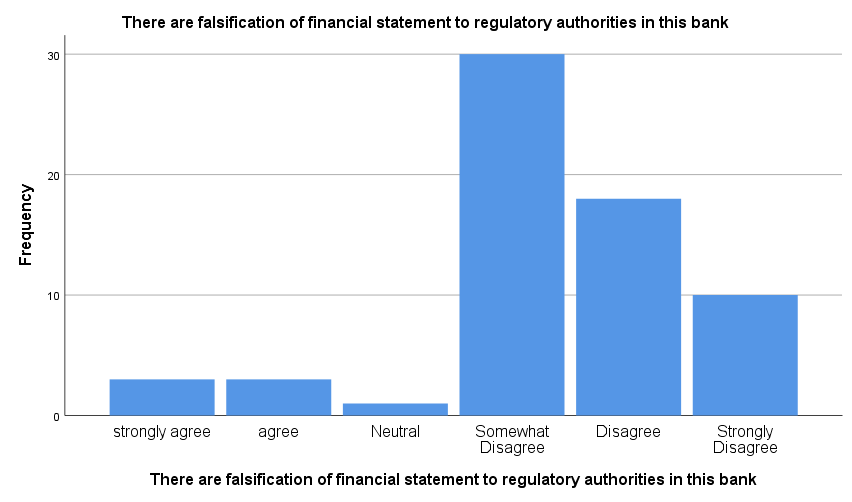 There are falsification of financial statement to regulatory authorities in this bank
30
20
10
0
Frequency
strongly agree
agree
Neutral
Somewhat
Disagree
Disagree
Strongly
Disagree
There are falsification of financial statement to regulatory authorities in this bank